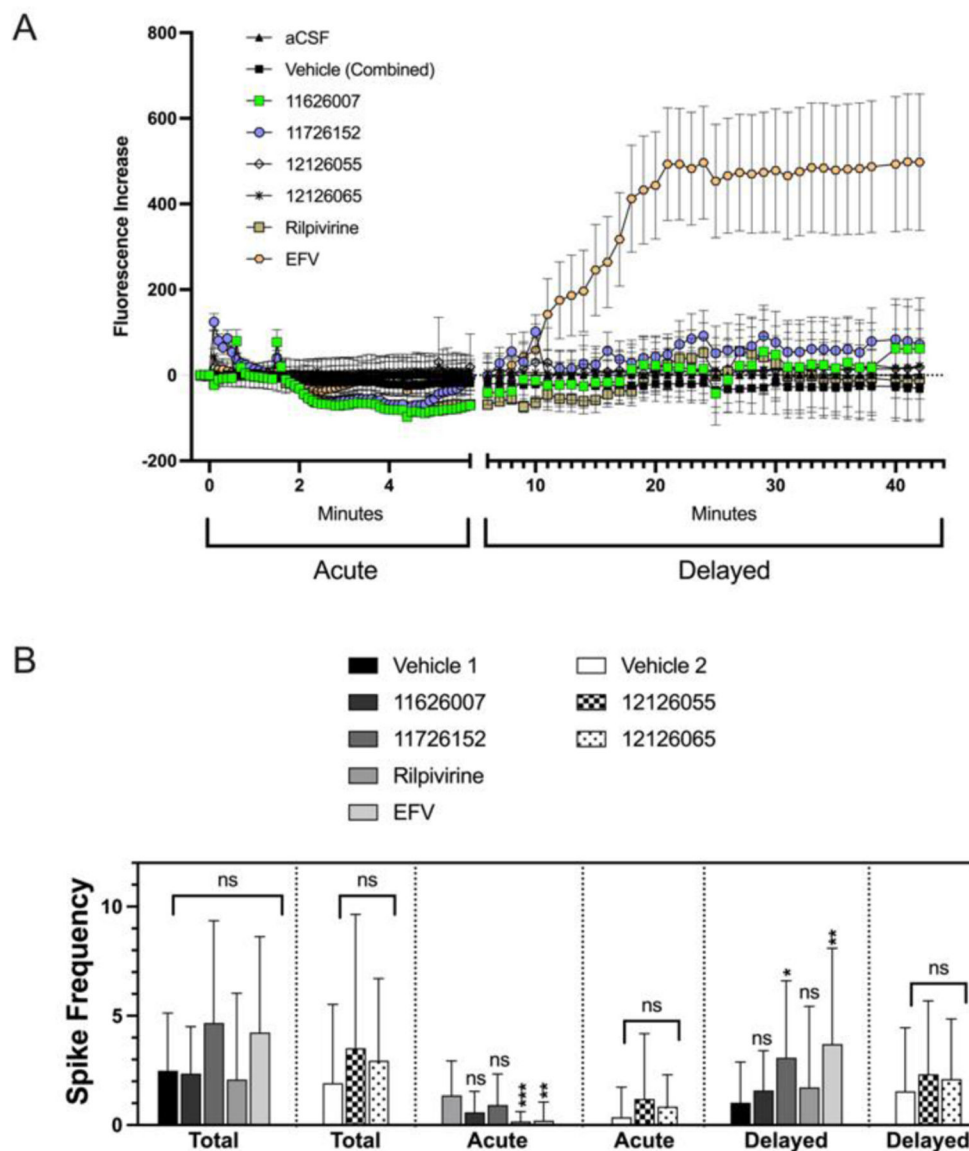 A
800
600
400
200
0
-200
Fluorescence Increase
aCSF
Vehicle (Combined)
11626007
11726152
12126055
12126065
Rilpivirine
EFV
0 2 4 10 20 30 40
Minutes Minutes
Acute Delayed
B
Vehicle 1 Vehicle 2
11626007 12126055
11726152 12126065
Rilpivirine
EFV
Spike Frequency
10
5
0
ns ns ns ns ns *** ** ns ns * ns ** ns
Total Total Acute Acute Delayed Delayed